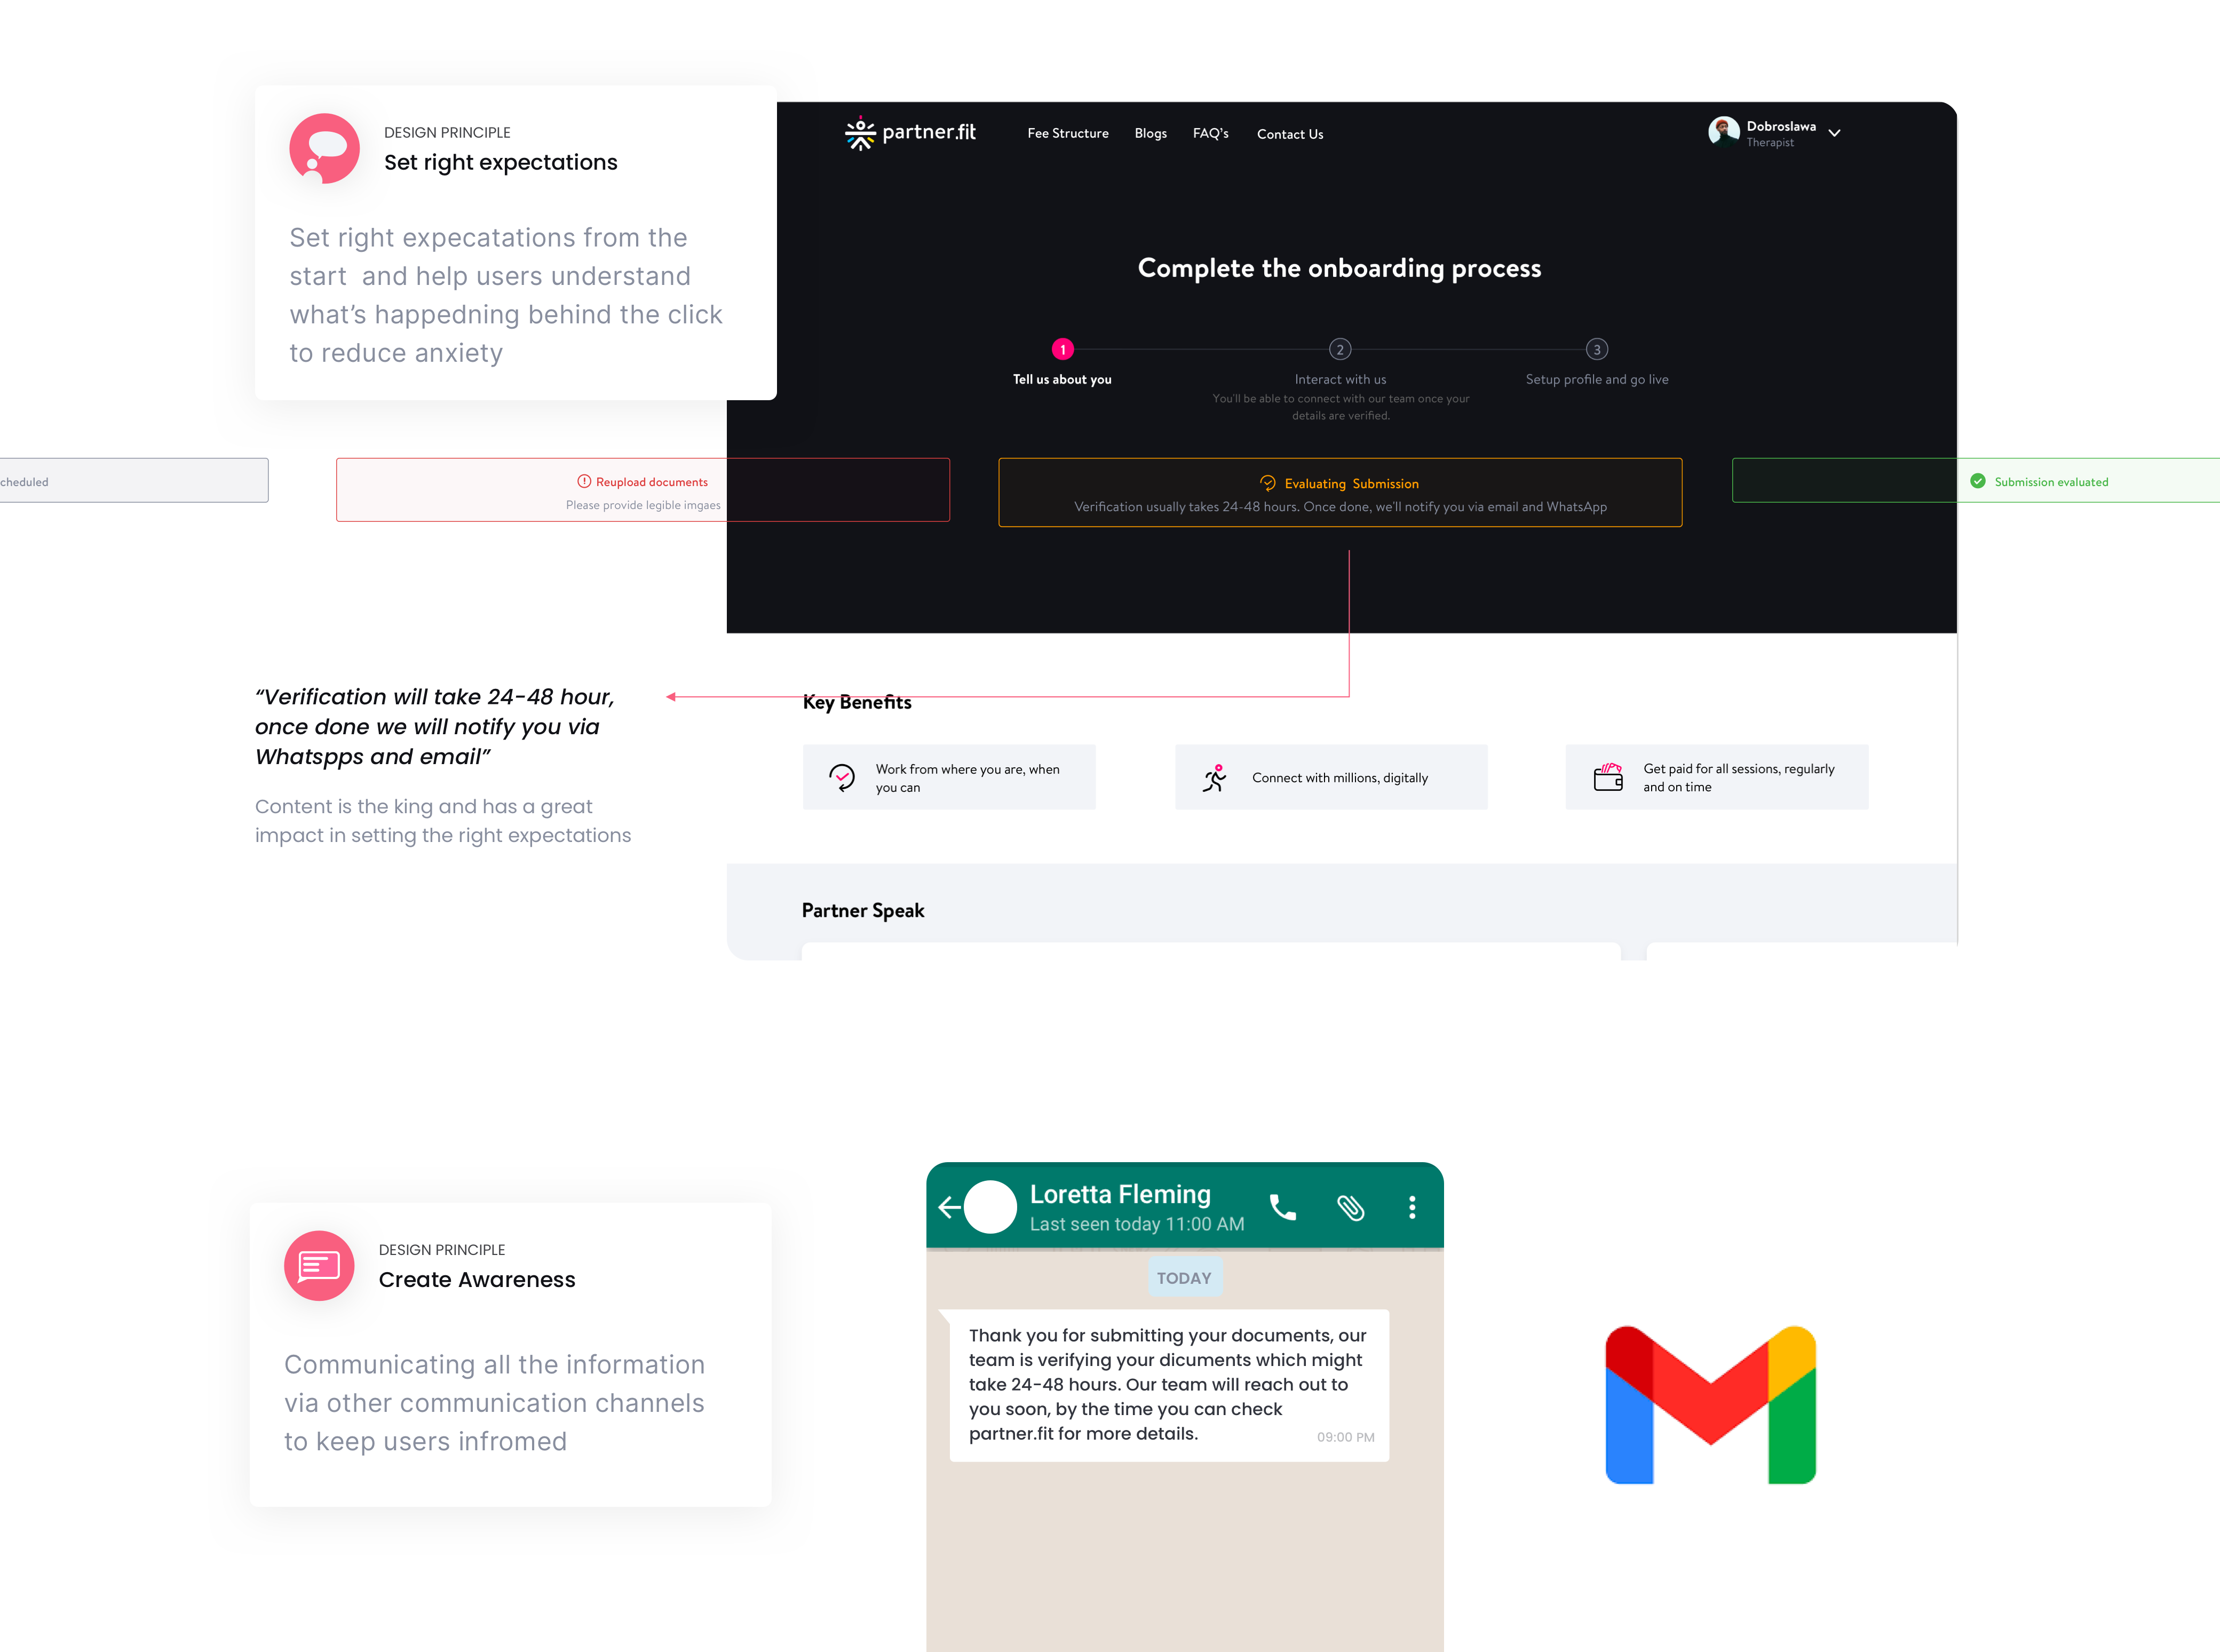 DESIGN PRINCIPLE
Set right expectations
Set right expecatations from the
start  and help users understand
what's happedning behind the click
to reduce anxiety
partner.fit
Fee Structure
Blogs
FAQ's
Contact Us
Dobroslawa
Therapist
Complete the onboarding process
1
2
3
Tell us about you
Interact with us
Setup profile and go live
You'll be able to connect with our team once your
details are verified.
cheduled
Reupload documents
Please provide legible imgaes
Evaluating  Submission
Verification usually takes 24-48 hours. Once done, we'll notify you via email and WhatsApp
Submission evaluated
“Verification will take 24-48 hour,
once done we will notify you via
Whatspps and email”
Content is the king and has a great
impact in setting the right expectations
Key Benefits
Work from where you are, when
you can
Connect with millions, digitally
Get paid for all sessions, regularly
and on time
Partner Speak
DESIGN PRINCIPLE
Create Awareness
Communicating all the information
via other communication channels
to keep users infromed
Loretta Fleming
Last seen today 11:00 AM
TODAY
Thank you for submitting your documents, our
team is verifying your dicuments which might
take 24-48 hours. Our team will reach out to
you soon, by the time you can check
partner.fit for more details.
09:00 PM